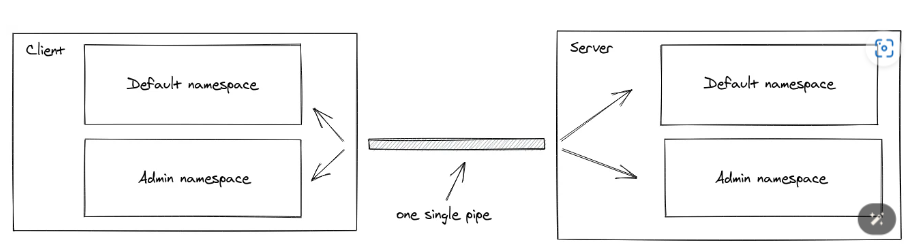 Client
Default namespace
Admin namespace
one single pipe
Server
Default namespace
Admin namespace